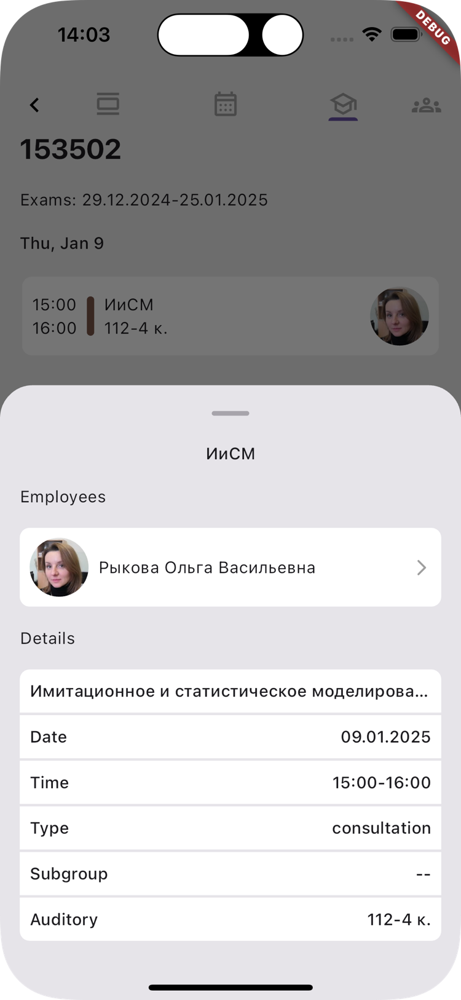 14:03
DEBUG
153502
Exams: 29.12.2024-25.01.2025
Thu, Jan 9
15:00 ИиСМ
16:00 112-4 к.
ИиСМ
Employees
Рыкова Ольга Васильевна
Details
Имитационное и статистическое моделирова...
Date 09.01.2025
Time 15:00-16:00
Type consultation
Subgroup --
Auditory 112-4 к.